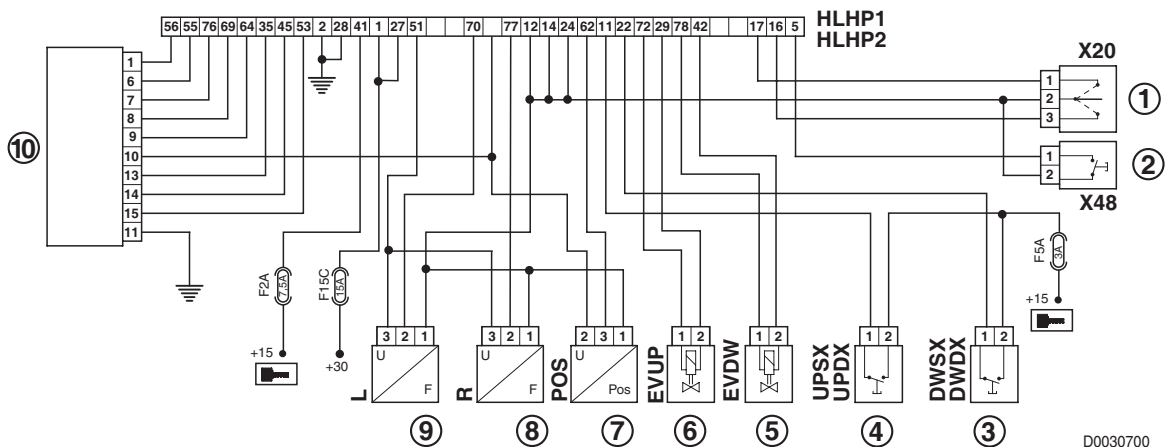 HLHP1
56 55 76 69 64 35 45 53 2 28 41 1 27 51 70 77 12 14 24 62 11 22 72 29 78 42 17 16 5
HLHP2
X20
1
2
3
①
1
2
②
X48
⑩
1
6
7
8
9
10
13
14
15
11
F2A
7.5A
F15C
15A
F5A
3A
+15
+15
+30
L
3 2 1
U
F
⑨
R
3 2 1
U
F
⑧
POS
2 3 1
U
Pos
⑦
EVUP
1 2
⑥
EVDW
1 2
⑤
UPSX
UPDX
1 2
④
DWSX
DWDX
1 2
③
D0030700